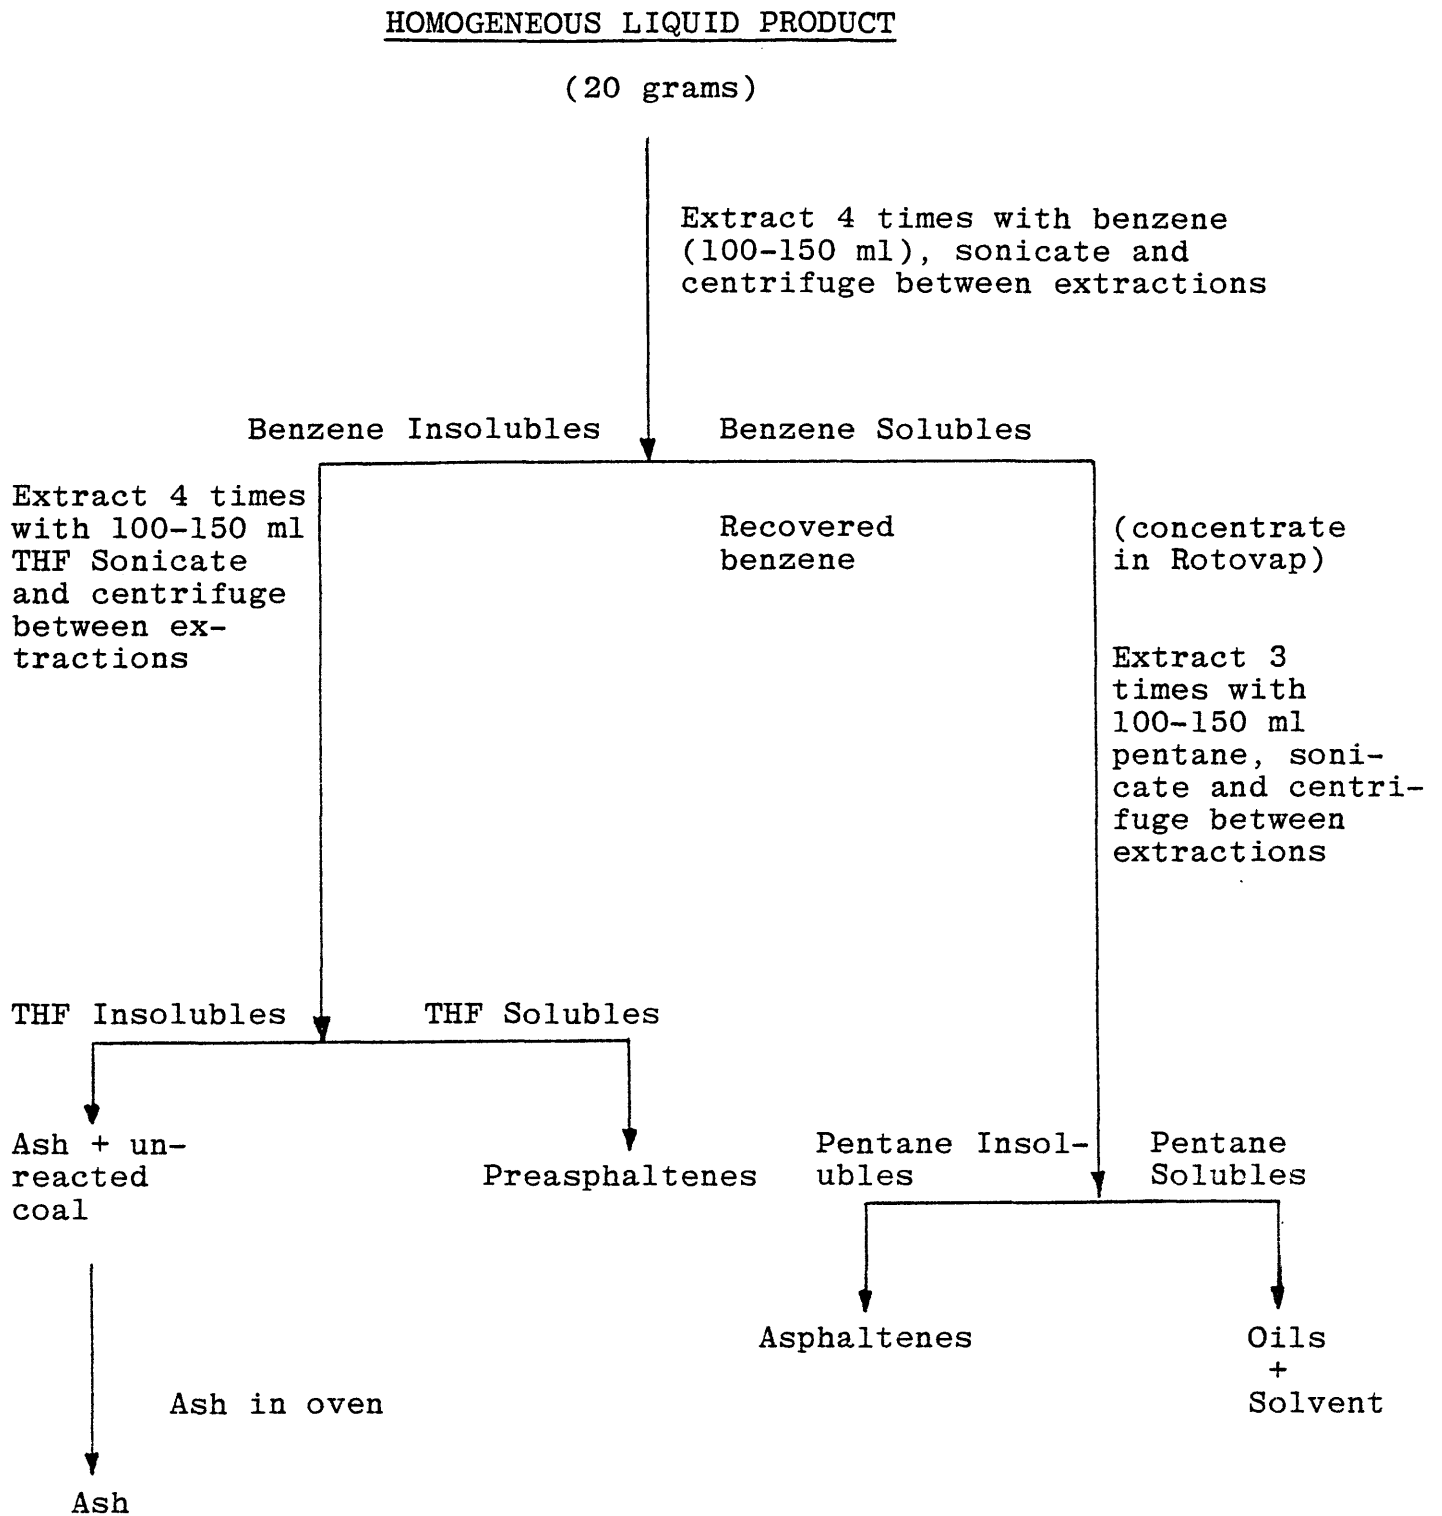 HOMOGENEOUS LIQUID PRODUCT
(20 grams)
Extract 4 times with benzene
(100-150 ml), sonicate and
centrifuge between extractions
Benzene Insolubles
Benzene Solubles
Extract 4 times
with 100-150 ml
THF Sonicate
and centrifuge
between ex-
tractions
Recovered
benzene
(concentrate
in Rotovap)
Extract 3
times with
100-150 ml
pentane, soni-
cate and centri-
fuge between
extractions
THF Insolubles
THF Solubles
Ash + un-
reacted
coal
Preasphaltenes
Pentane Insol-
ubles
Pentane
Solubles
Asphaltenes
Oils
+
Solvent
Ash in oven
Ash